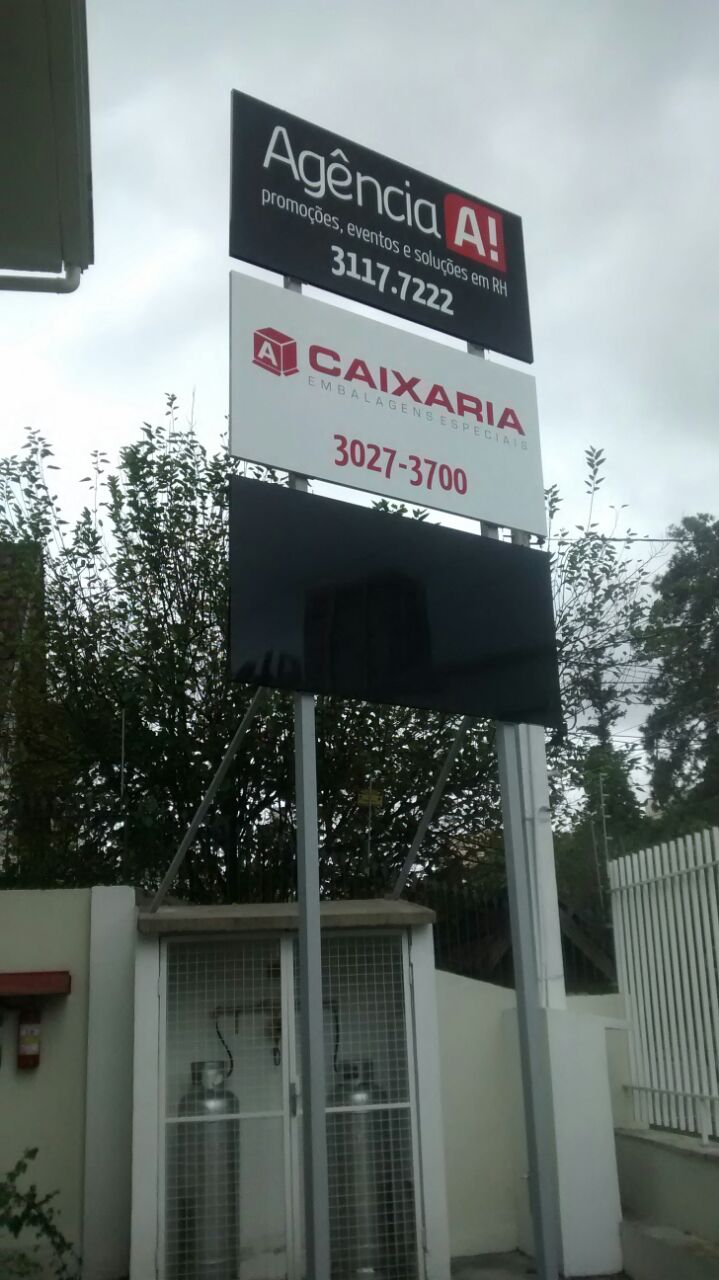 Agência A!
promoções, eventos e soluções em RH
3117.7222
A CAIXARIA
EMBALAGENS ESPECIAIS
3027-3700